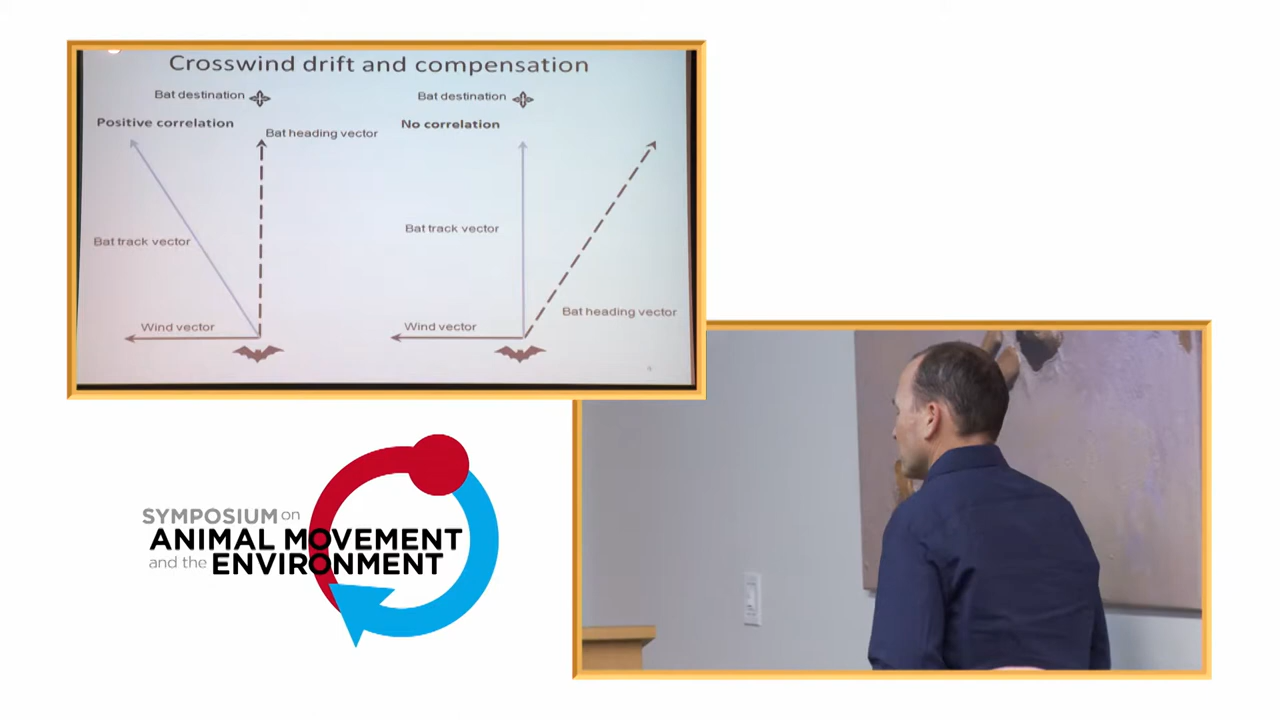 Crosswind drift and compensation
Bat destination
Bat destination
Positive correlation
No correlation
Bat heading vector
Bat track vector
Bat track vector
Bat heading vector
Wind vector
Wind vector
SYMPOSIUM on
ANIMAL MOVEMENT
and the ENVIRONMENT